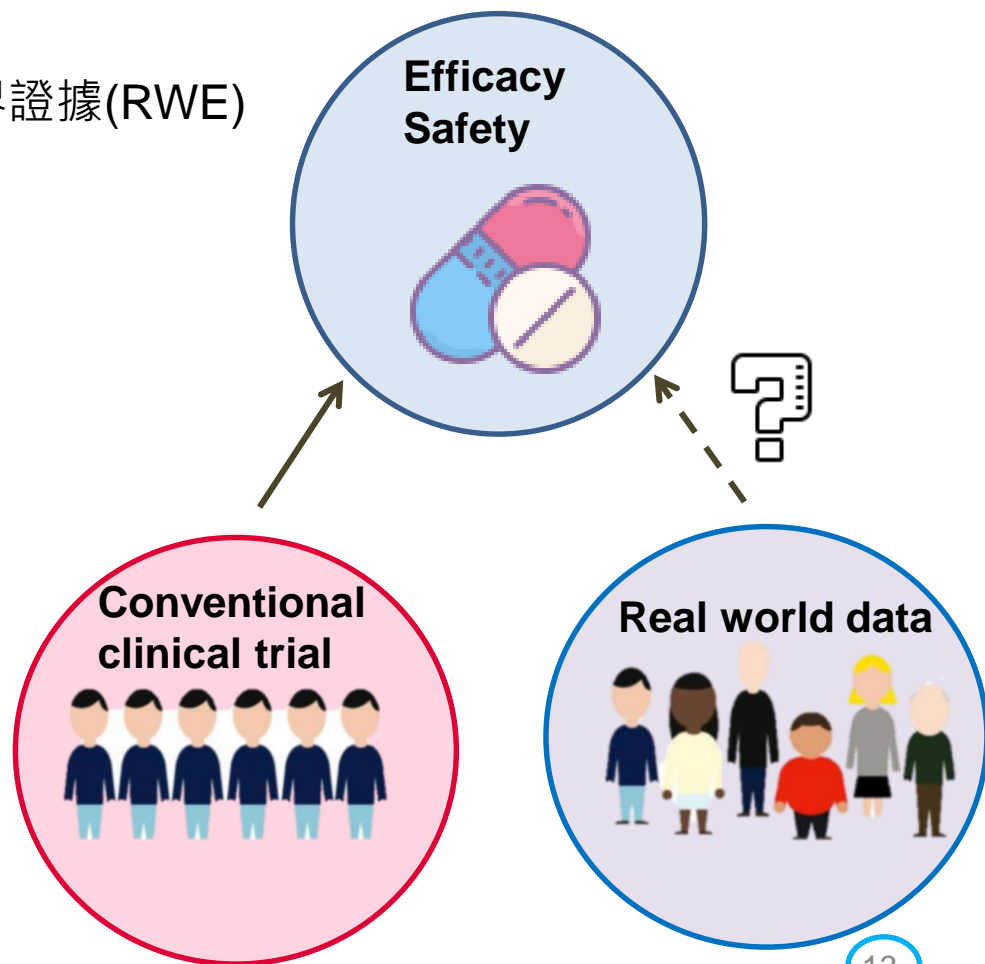 證據(RWE)
Efficacy
Safety
Conventional
clinical trial
Real world data